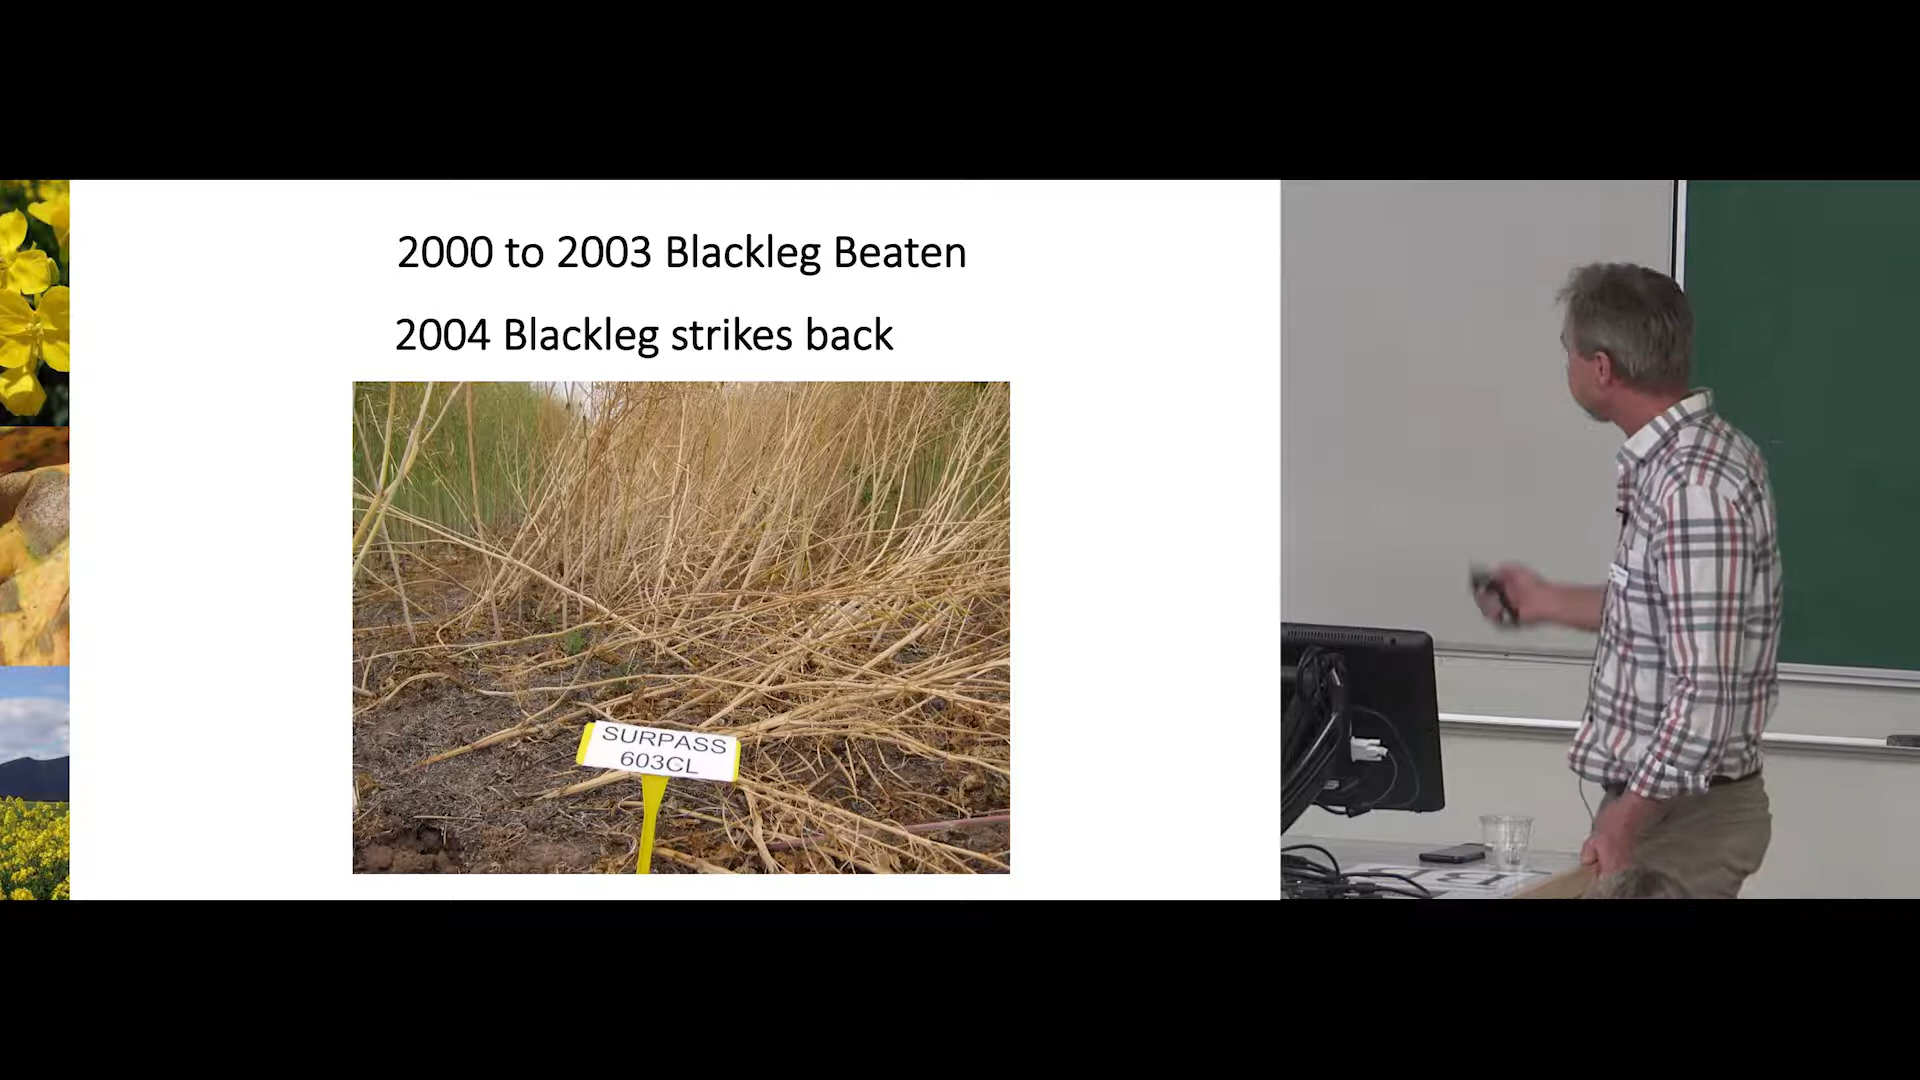 2000 to 2003 Blackleg Beaten
2004 Blackleg strikes back
SURPASS
603CL